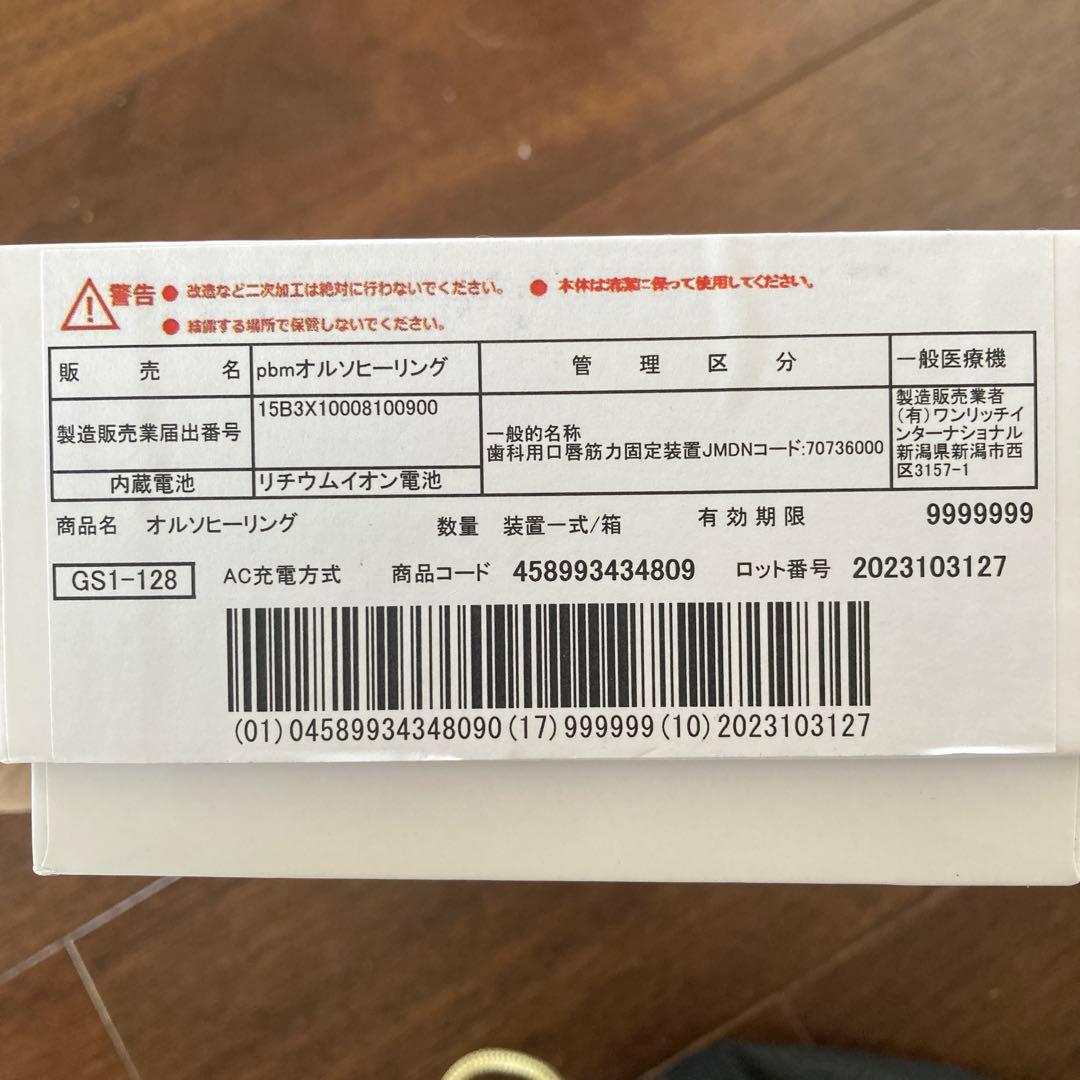 警告 ● 改造など二次加工は絶対に行わないでください。 ● 本体は清潔に保って使用してください。
● 結露する場所で保管しないでください。
販売名 pbmオルソヒーリング 管理区分 一般医療機
製造販売業届出番号 15B3X10008100900
一般的名称
歯科用口唇筋力固定装置JMDNコード:70736000
製造販売業者
(有)ワンリッチイ
ンターナショナル
新潟県新潟市西
区3157-1
内蔵電池 リチウムイオン電池
商品名 オルソヒーリング 数量 装置一式/箱 有効期限 9999999
GS1-128 AC充電方式 商品コード 458993434809 ロット番号 2023103127
(01)04589934348090(17)999999(10)2023103127